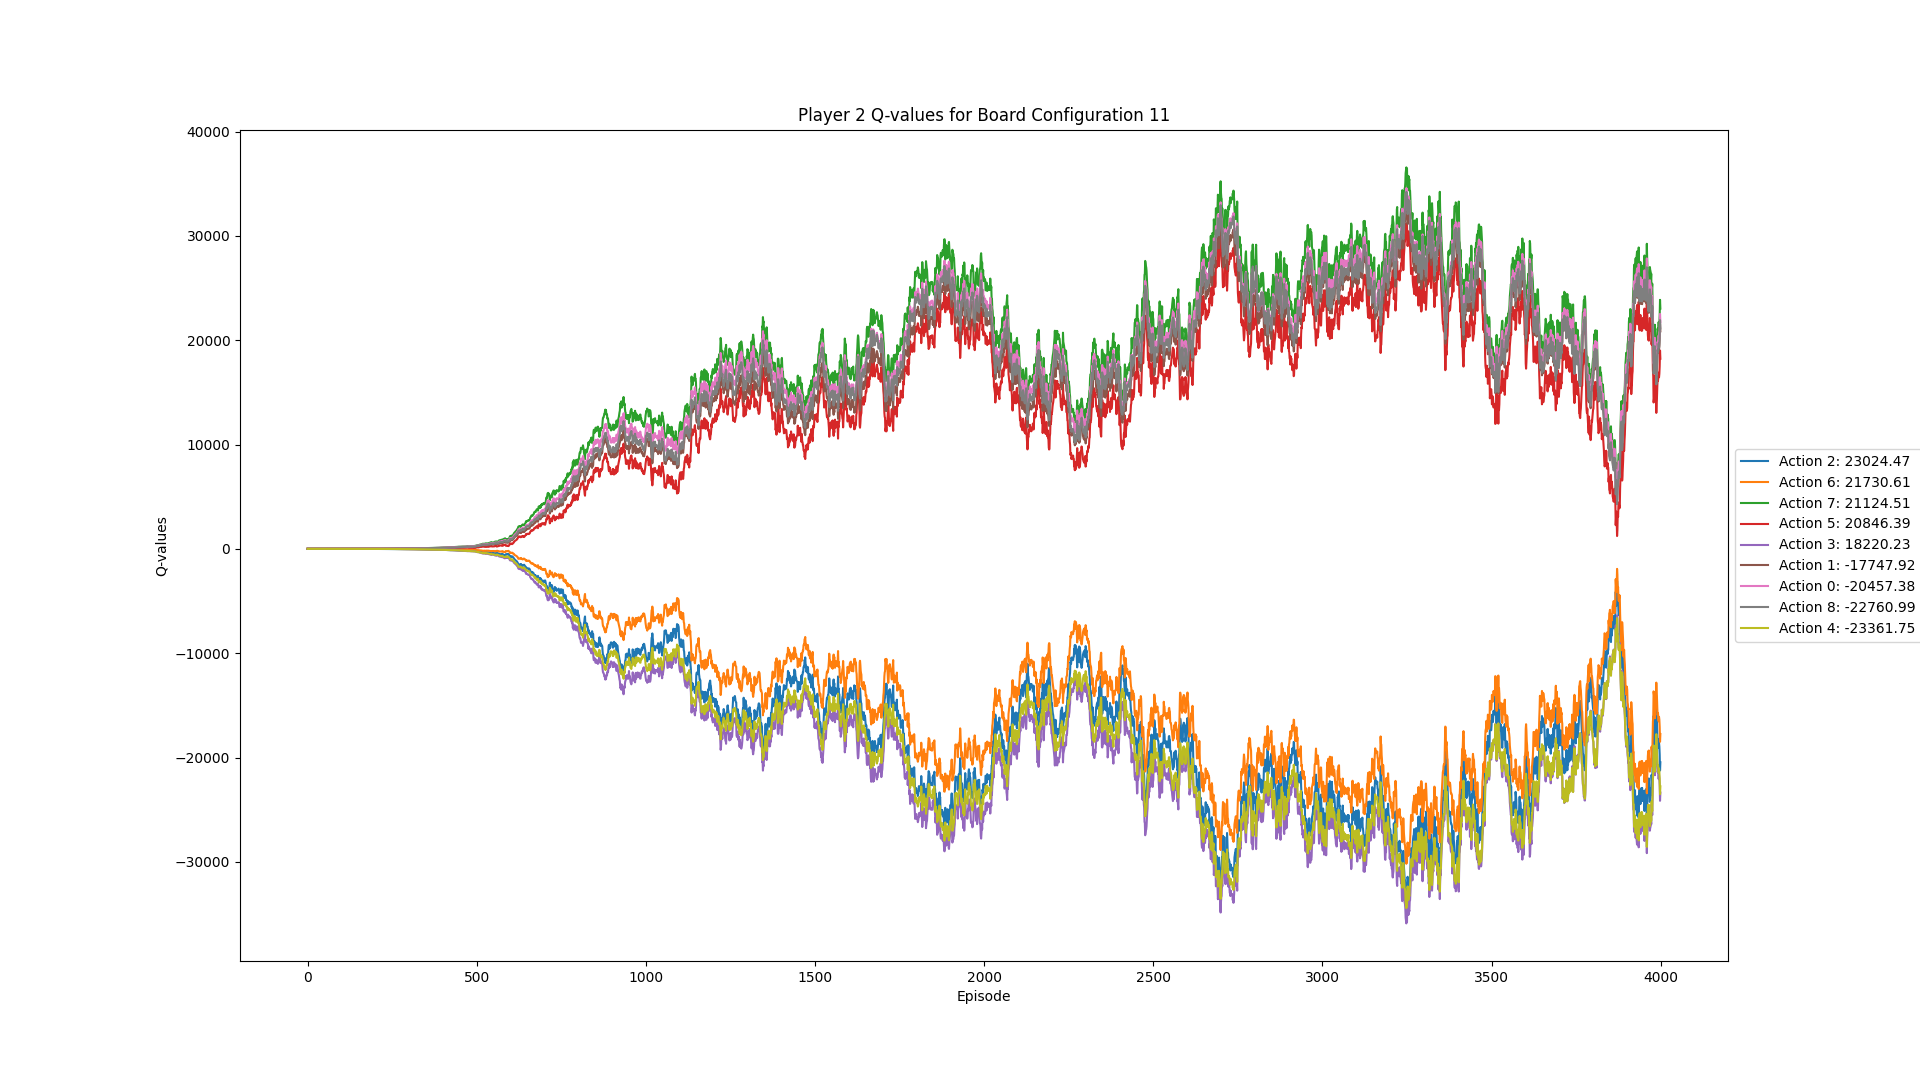 Player 2 Q-values for Board Configuration 11
40000
30000
20000
10000
0
−10000
−20000
−30000
Q-values
0
500
1000
1500
2000
2500
3000
3500
4000
Episode
Action 2: 23024.47
Action 6: 21730.61
Action 7: 21124.51
Action 5: 20846.39
Action 3: 18220.23
Action 1: -17747.92
Action 0: -20457.38
Action 8: -22760.99
Action 4: -23361.75